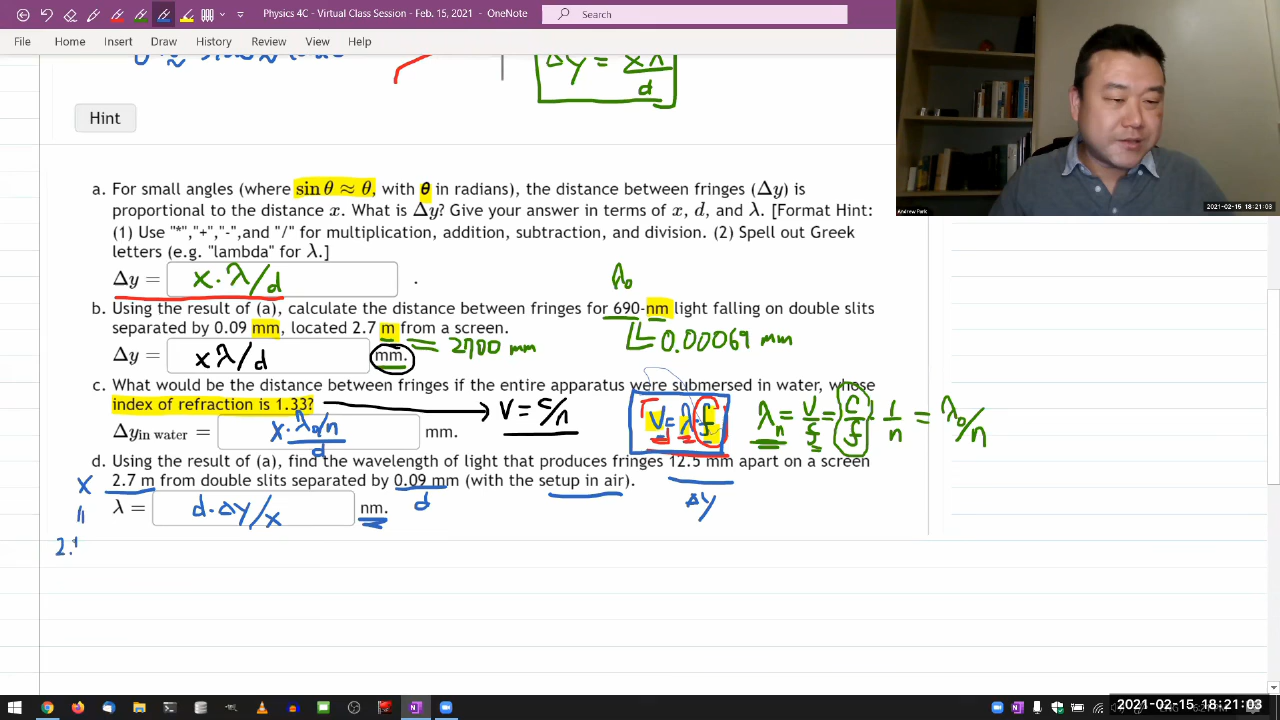 Physics 4C - Spring 2021 - OneNote
Search
File Home Insert Draw History Review View Help
Δy = xλ/d
Hint
a. For small angles (where sin θ ≈ θ, with θ in radians), the distance between fringes (Δy) is
proportional to the distance x. What is Δy? Give your answer in terms of x, d, and λ. [Format Hint:
(1) Use "*","+","-",and "/" for multiplication, addition, subtraction, and division. (2) Spell out Greek
letters (e.g. "lambda" for λ.]
Δy = x·λ/d .
λ₀
b. Using the result of (a), calculate the distance between fringes for 690-nm light falling on double slits
separated by 0.09 mm, located 2.7 m from a screen.
= 2700 mm
0.00069 mm
Δy = xλ/d mm.
c. What would be the distance between fringes if the entire apparatus were submersed in water, whose
index of refraction is 1.33?
v = c/n
v = λ·f
λn = v/f = c/f · 1/n = λ₀/n
Δy in water = x·λ₀/n/d mm.
d. Using the result of (a), find the wavelength of light that produces fringes 12.5 mm apart on a screen
2.7 m from double slits separated by 0.09 mm (with the setup in air).
x
d
Δy
λ = d·Δy/x nm.
=
2.
Andrew Park
2021-02-15 18:21:03
2021-02-15 18:21:03